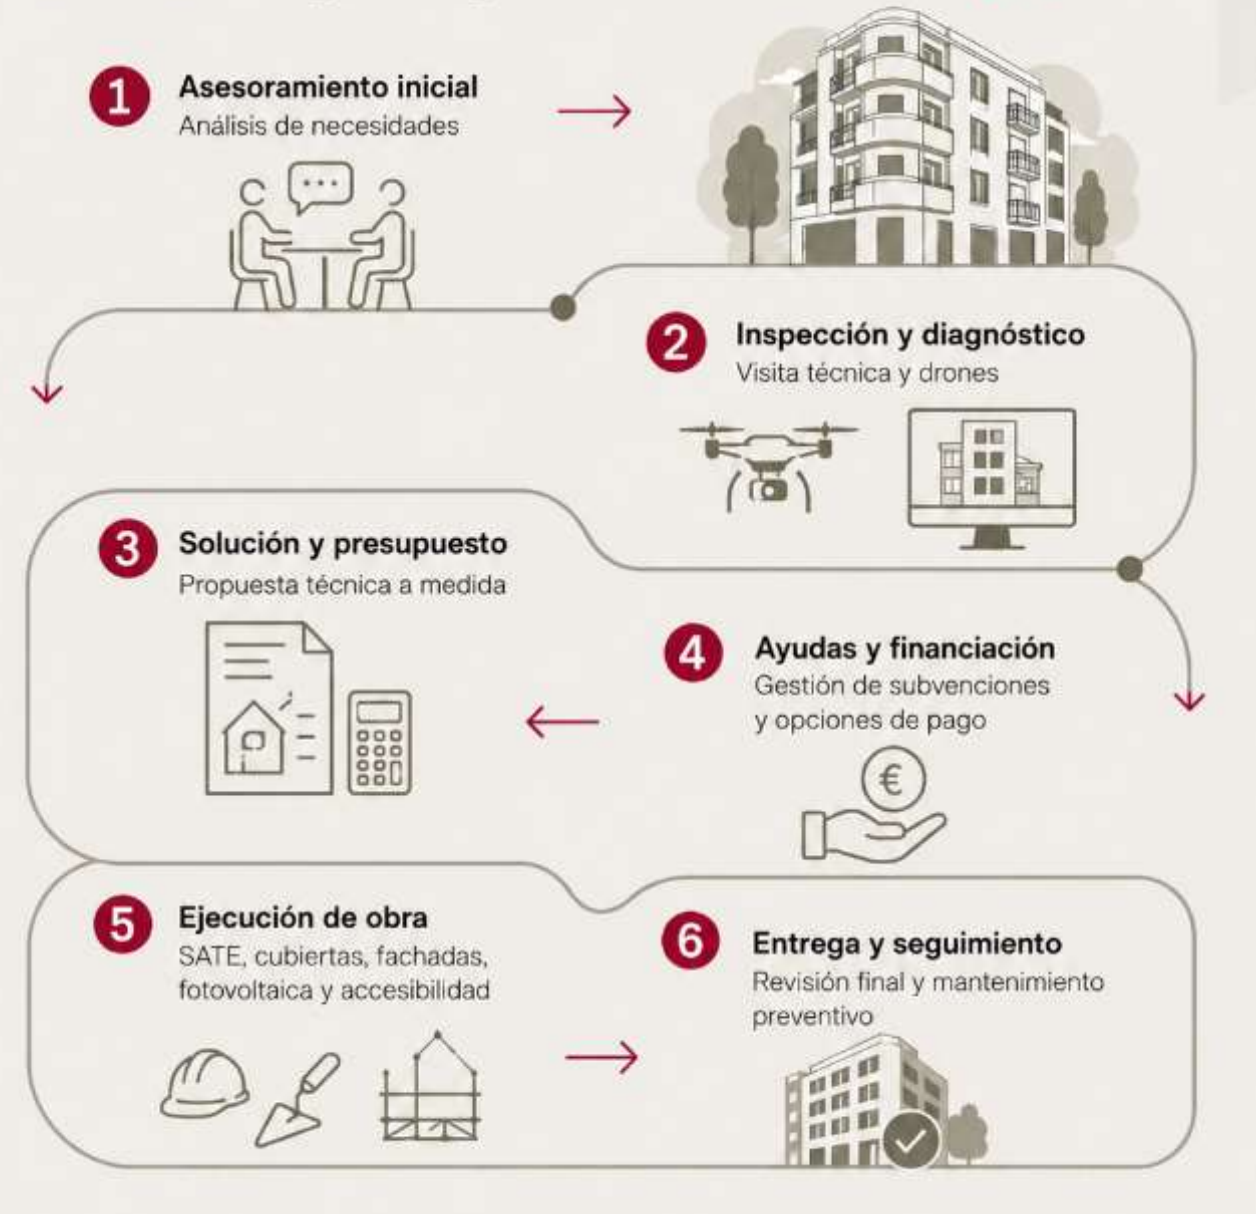 1
Asesoramiento inicial
Análisis de necesidades
2
Inspección y diagnóstico
Visita técnica y drones
3
Solución y presupuesto
Propuesta técnica a medida
4
Ayudas y financiación
Gestión de subvenciones
y opciones de pago
€
5
Ejecución de obra
SATE, cubiertas, fachadas,
fotovoltaica y accesibilidad
6
Entrega y seguimiento
Revisión final y mantenimiento
preventivo